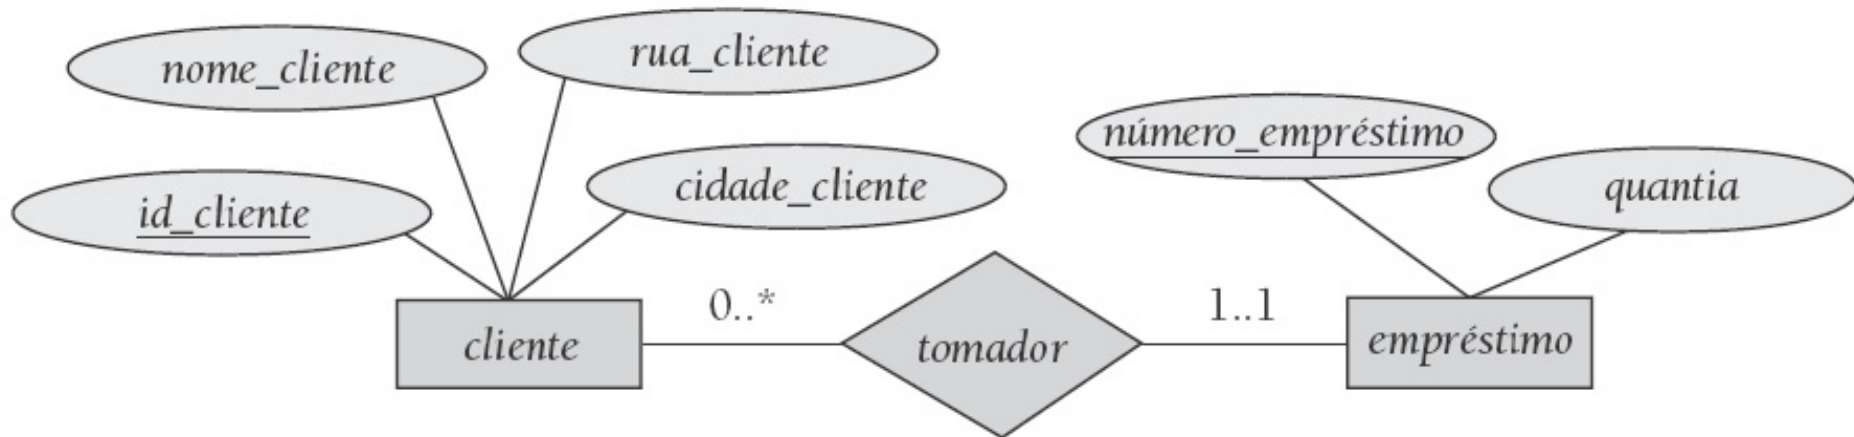 nome_cliente
rua_cliente
id_cliente
cidade_cliente
número_empréstimo
quantia
cliente
0..*
tomador
1..1
empréstimo